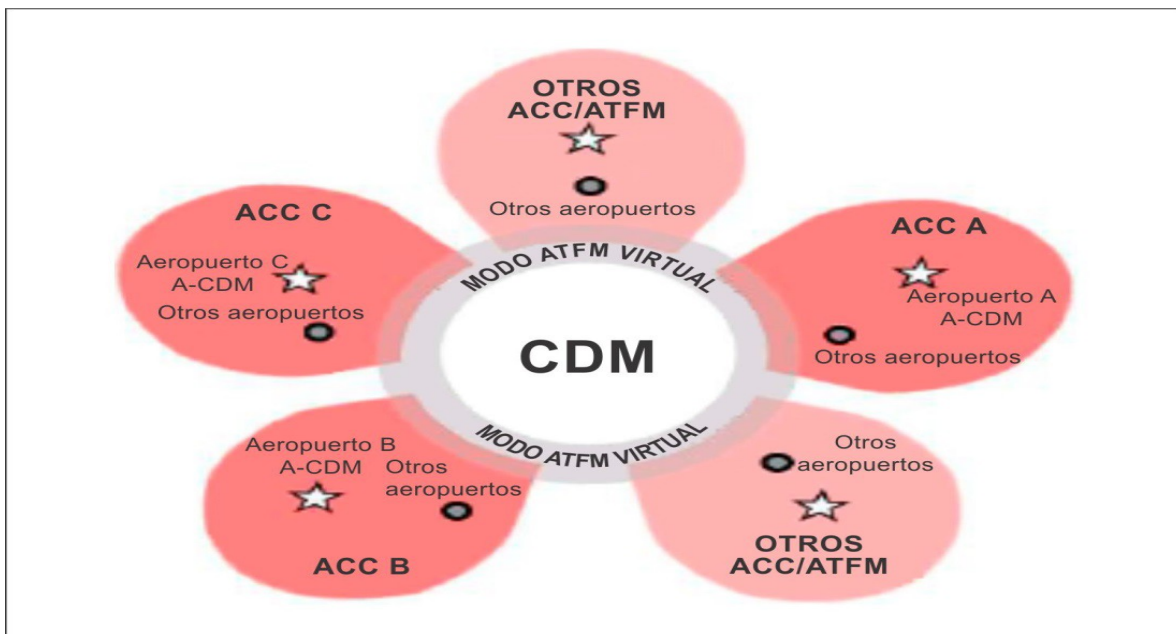 OTROS
ACC/ATFM
Otros aeropuertos
ACC C
Aeropuerto C
A-CDM
Otros aeropuertos
ACC A
Aeropuerto A
A-CDM
Otros aeropuertos
MODO ATFM VIRTUAL
CDM
MODO ATFM VIRTUAL
Aeropuerto B
A-CDM
Otros
aeropuertos
ACC B
Otros
aeropuertos
OTROS
ACC/ATFM